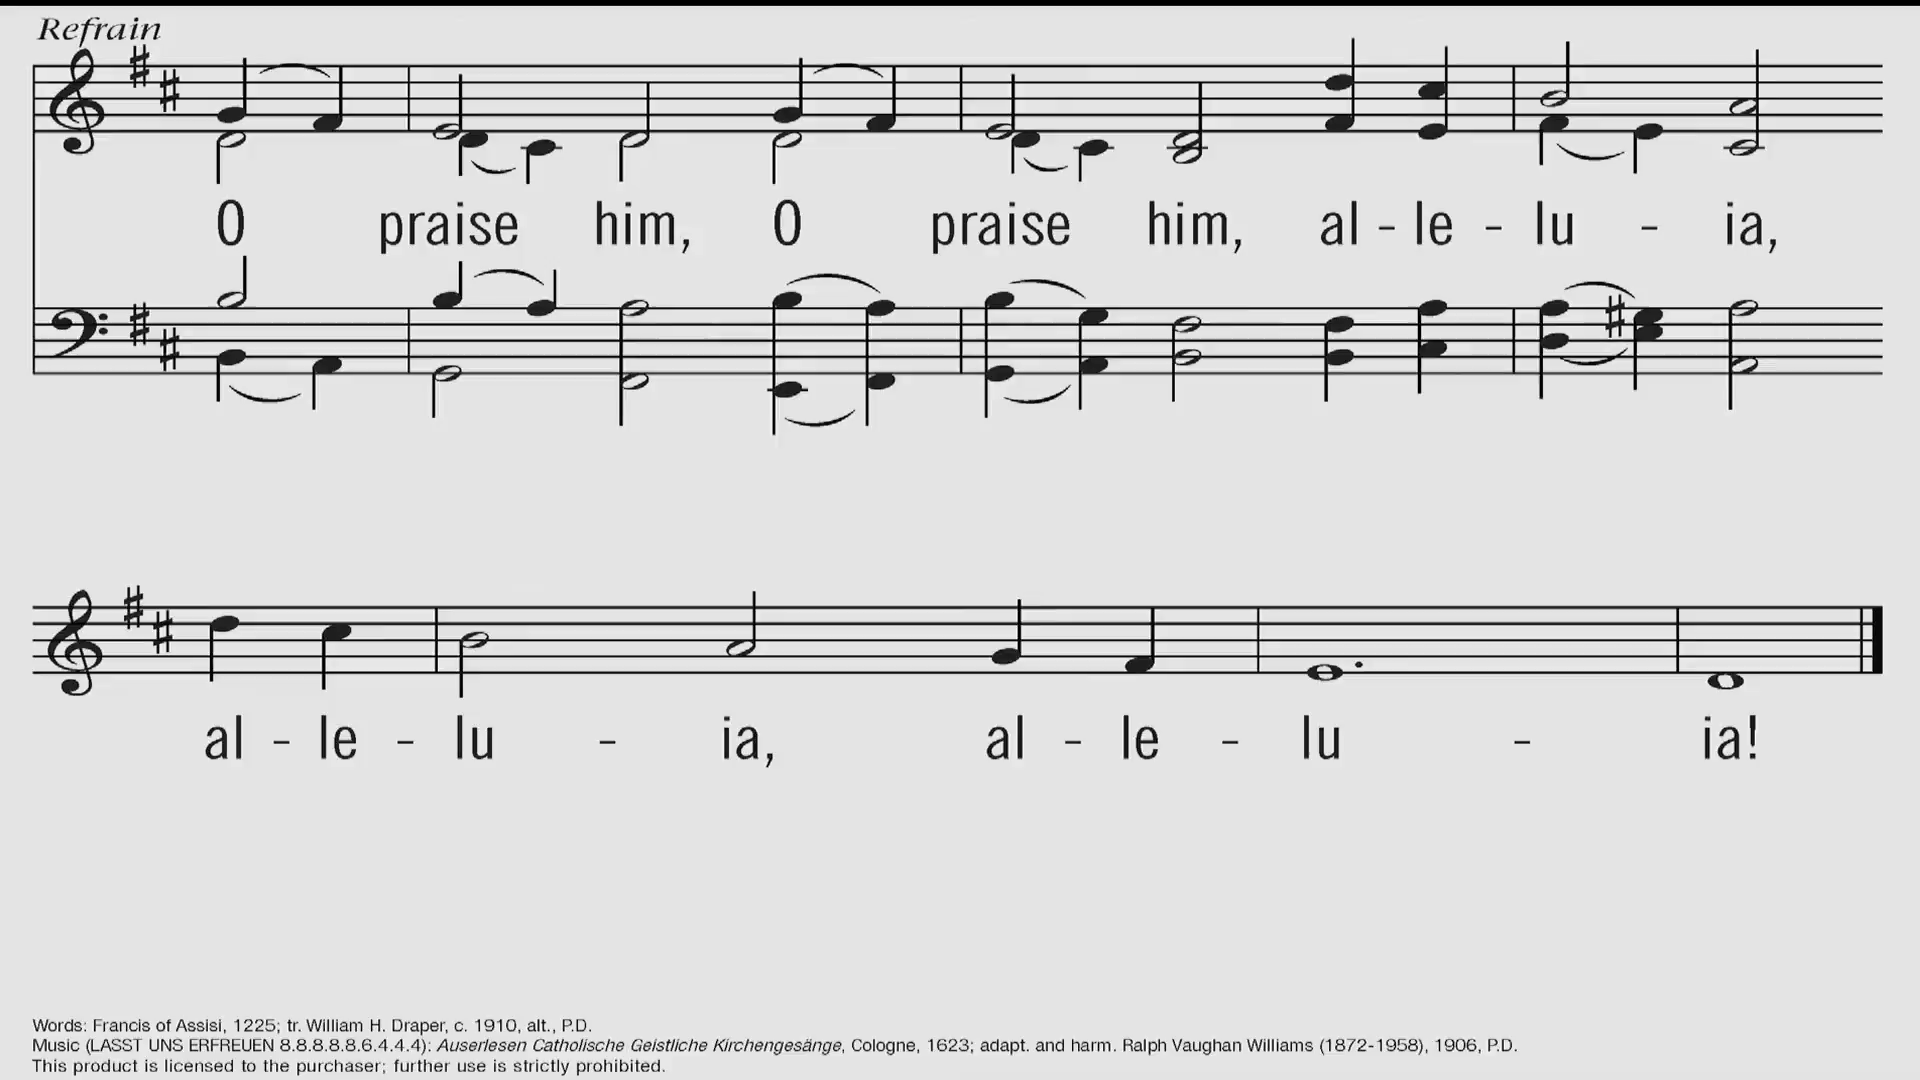 Refrain
O praise him, O praise him, al - le - lu - ia,
al - le - lu - ia, al - le - lu - ia!
Words: Francis of Assisi, 1225; tr. William H. Draper, c. 1910, alt., P.D.
Music (LASST UNS ERFREUEN 8.8.8.8.8.6.4.4.4): Auserlesen Catholische Geistliche Kirchengesänge, Cologne, 1623; adapt. and harm. Ralph Vaughan Williams (1872-1958), 1906, P.D.
This product is licensed to the purchaser; further use is strictly prohibited.